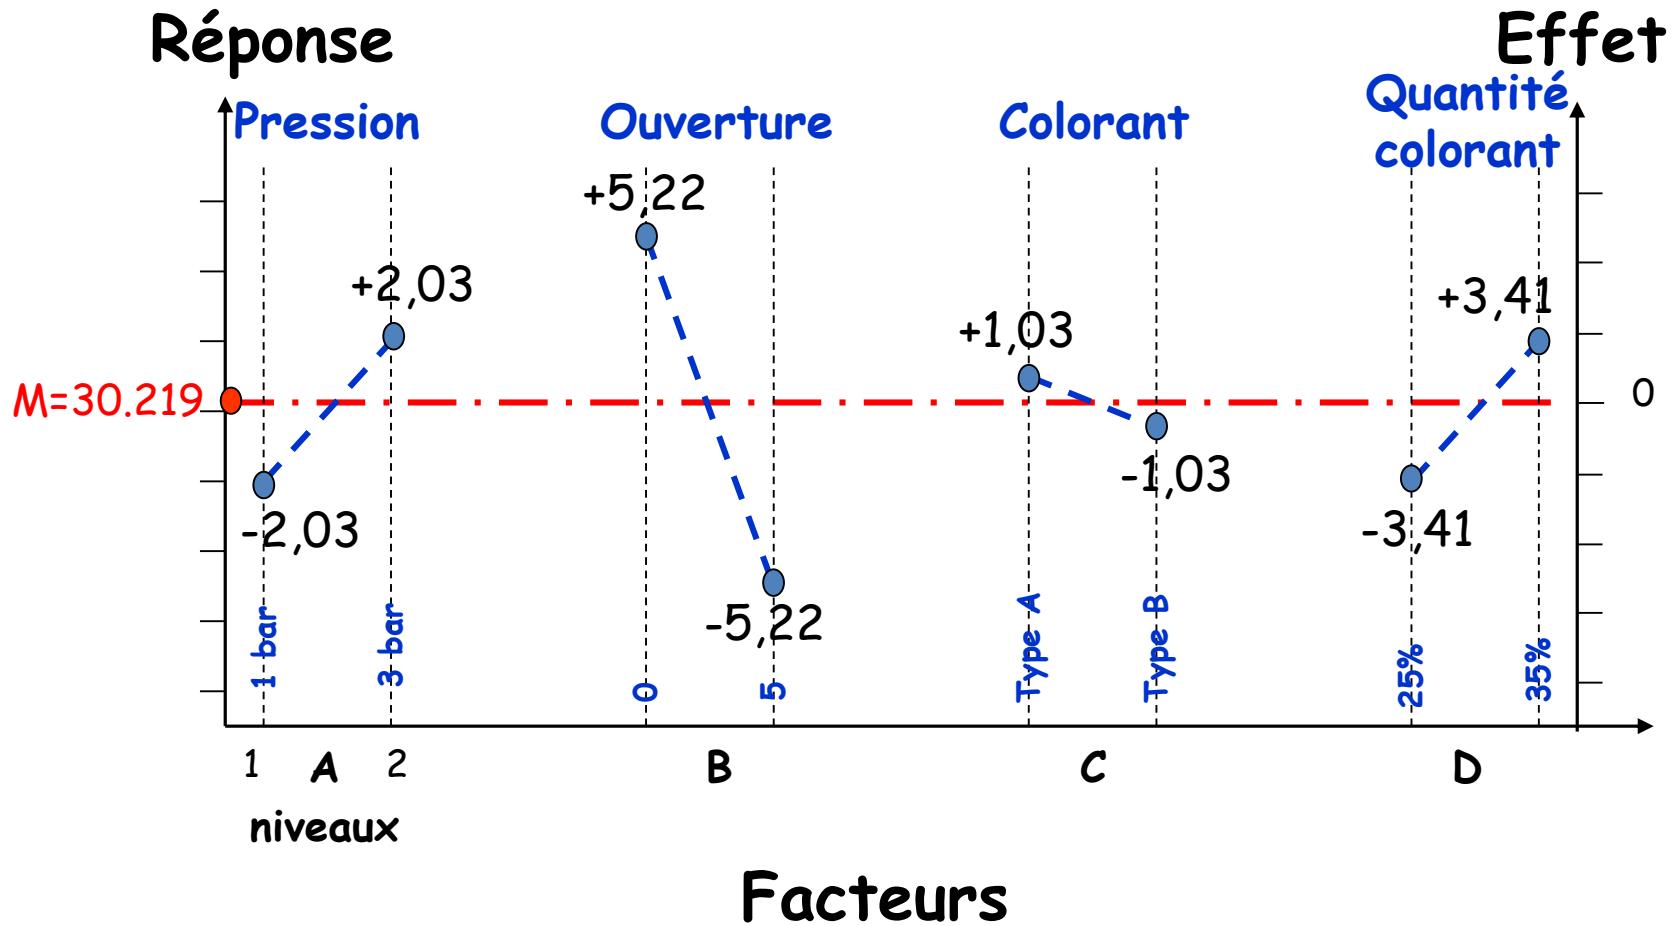 Réponse
Effet
Pression
Ouverture
Colorant
Quantité
colorant
+5,22
+2,03
+3,41
+1,03
M=30.219
0
-2,03
-5,22
-1,03
-3,41
1 bar
3 bar
0
5
Type A
Type B
25%
35%
1 A 2
B
C
D
niveaux
Facteurs